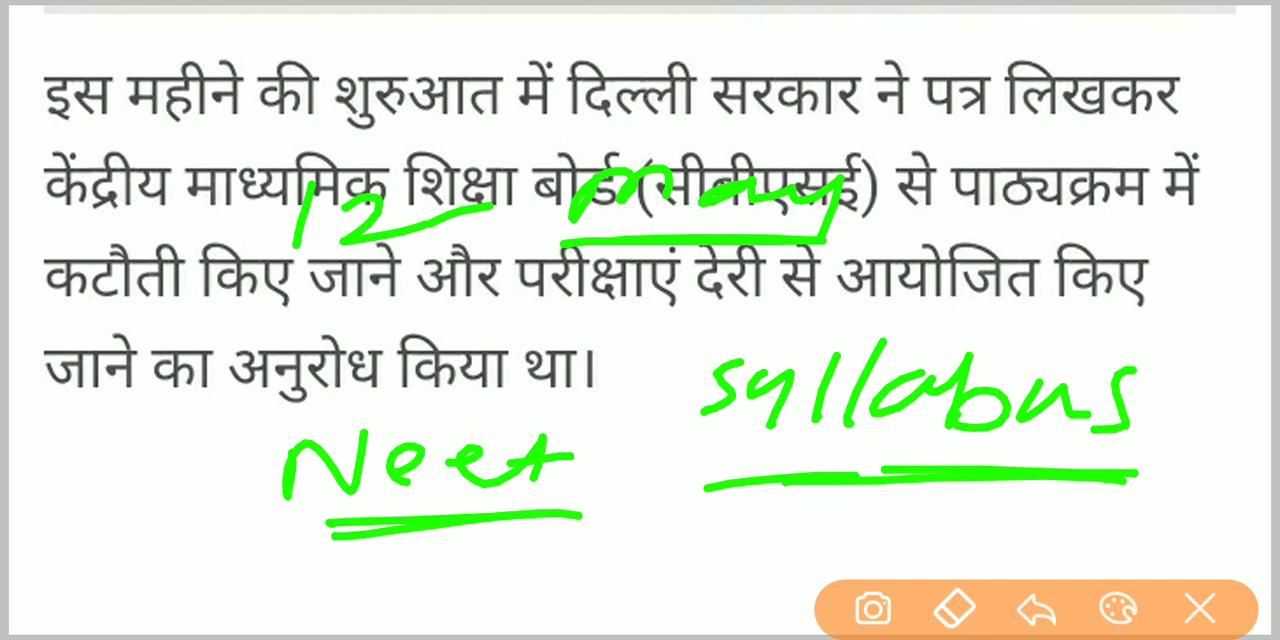 इस महीने की शुरुआत में दिल्ली सरकार ने पत्र लिखकर
केंद्रीय माध्यमिक शिक्षा बोर्ड (सीबीएसई) से पाठ्यक्रम में
12 may
कटौती किए जाने और परीक्षाएं देरी से आयोजित किए
जाने का अनुरोध किया था।
syllabus
Neet